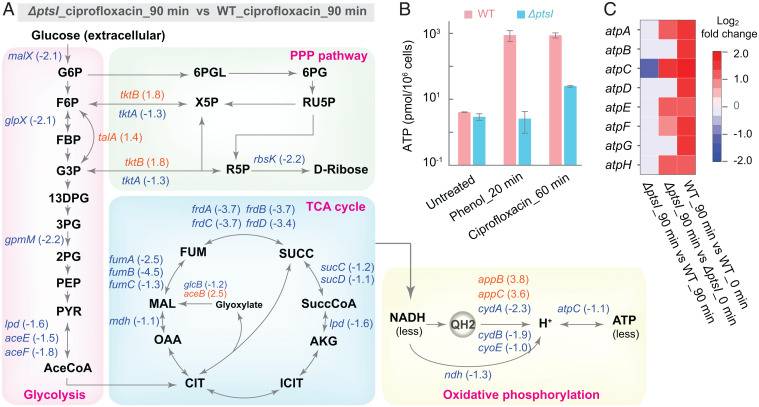 A
ΔptsI_ciprofloxacin_90 min vs WT_ciprofloxacin_90 min
Glucose (extracellular)
malX (-2.1)
G6P
F6P
glpX (-2.1)
talA (1.4)
FBP
G3P
13DPG
3PG
gpmM (-2.2)
2PG
PEP
PYR
lpd (-1.6)
aceE (-1.5)
aceF (-1.8)
AceCoA
Glycolysis
PPP pathway
6PGL
6PG
tktB (1.8)
tktA (-1.3)
X5P
RU5P
tktB (1.8)
tktA (-1.3)
R5P
rbsK (-2.2)
D-Ribose
TCA cycle
frdA (-3.7) frdB (-3.7)
frdC (-3.7) frdD (-3.4)
FUM
SUCC
fumA (-2.5)
fumB (-4.5)
fumC (-1.3)
glcB (-1.2)
aceB (2.5)
sucC (-1.2)
sucD (-1.1)
MAL
Glyoxylate
SuccCoA
mdh (-1.1)
lpd (-1.6)
OAA
AKG
CIT
ICIT
NADH
(less)
QH2
appB (3.8)
appC (3.6)
cydA (-2.3)
cydB (-1.9)
cyoE (-1.0)
H+
atpC (-1.1)
ATP
(less)
ndh (-1.3)
Oxidative phosphorylation
B
WT
ΔptsI
ATP (pmol/10⁶ cells)
10³
10¹
10⁻¹
Untreated
Phenol_20 min
Ciprofloxacin_60 min
C
atpA
atpB
atpC
atpD
atpE
atpF
atpG
atpH
Log₂
fold change
2.0
1.0
0.0
-1.0
-2.0
ΔptsI_90 min vs WT_90 min
ΔptsI_90 min vs ΔptsI_0 min
WT_90 min vs WT_0 min